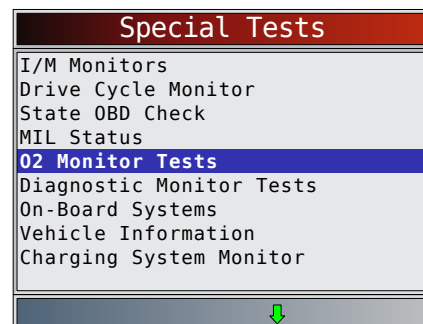 Special Tests
I/M Monitors
Drive Cycle Monitor
State OBD Check
MIL Status
O2 Monitor Tests
Diagnostic Monitor Tests
On-Board Systems
Vehicle Information
Charging System Monitor